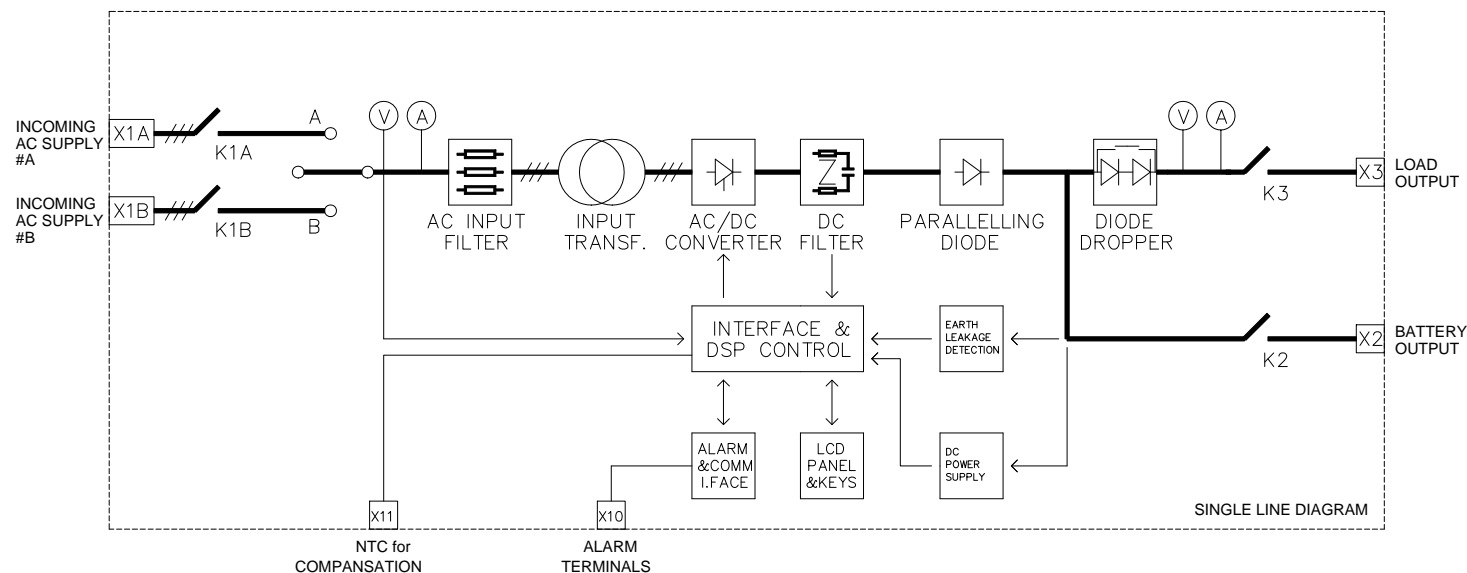 INCOMING
AC SUPPLY
#A
X1A
K1A
A
INCOMING
AC SUPPLY
#B
X1B
K1B
B
V
A
AC INPUT
FILTER
INPUT
TRANSF.
AC/DC
CONVERTER
Z
DC
FILTER
PARALLELLING
DIODE
DIODE
DROPPER
V
A
K3
X3
LOAD
OUTPUT
INTERFACE &
DSP CONTROL
EARTH
LEAKAGE
DETECTION
K2
X2
BATTERY
OUTPUT
ALARM
&COMM
I.FACE
LCD
PANEL
&KEYS
DC
POWER
SUPPLY
X11
X10
SINGLE LINE DIAGRAM
NTC for
COMPANSATION
ALARM
TERMINALS